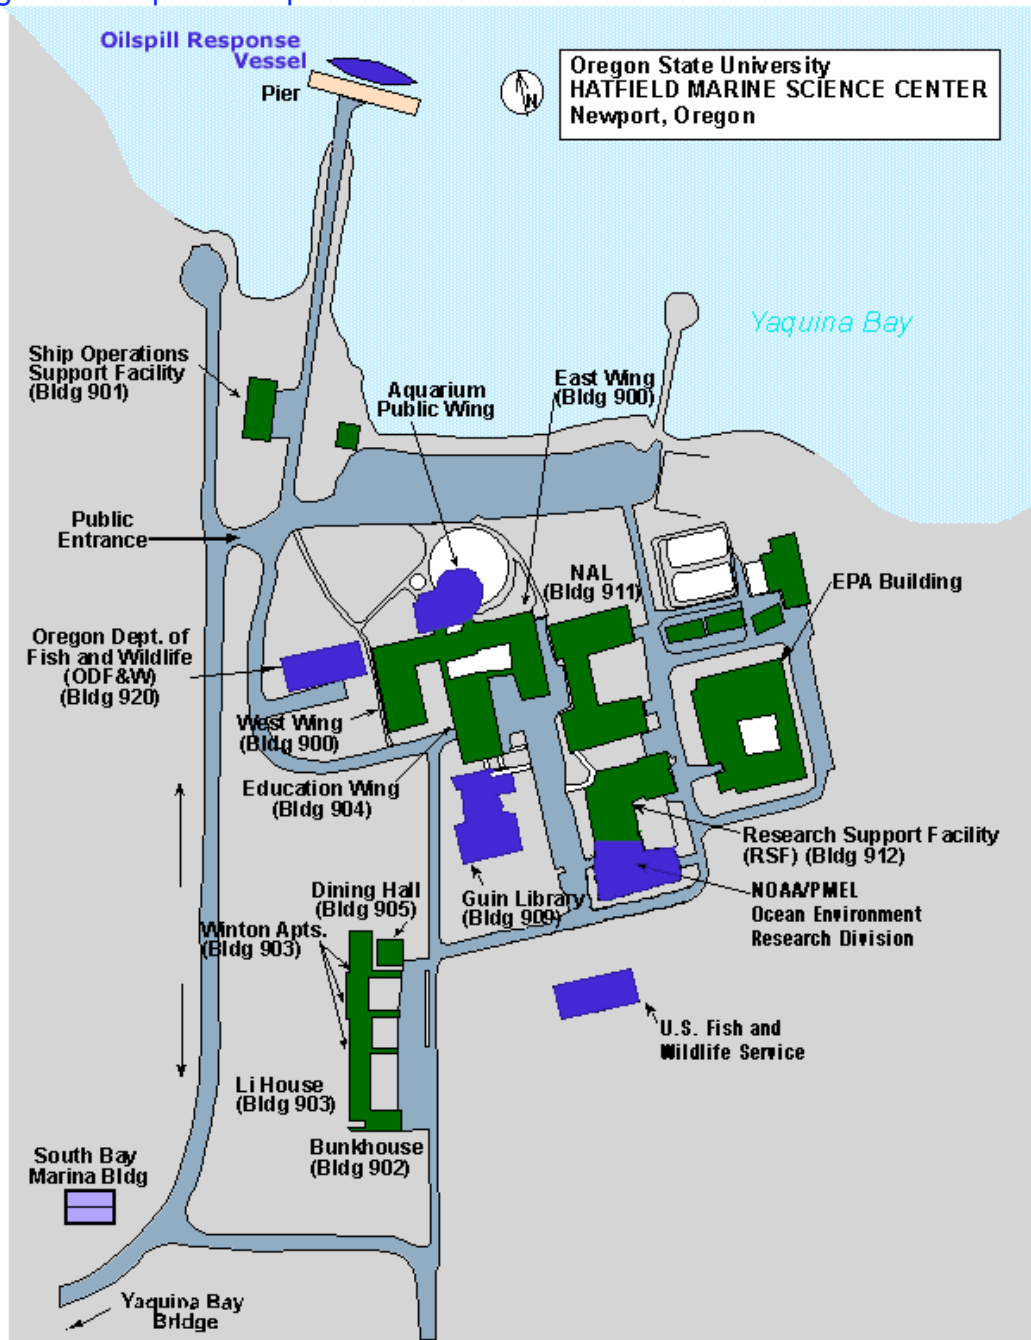 Oilspill Response
Vessel
Pier
N
Oregon State University
HATFIELD MARINE SCIENCE CENTER
Newport, Oregon
Yaquina Bay
Ship Operations
Support Facility
(Bldg 901)
Aquarium
Public Wing
East Wing
(Bldg 900)
Public
Entrance
NAL
(Bldg 911)
EPA Building
Oregon Dept. of
Fish and Wildlife
(ODF&W)
(Bldg 920)
West Wing
(Bldg 900)
Education Wing
(Bldg 904)
Research Support Facility
(RSF) (Bldg 912)
Dining Hall
(Bldg 905)
Guin Library
(Bldg 909)
NOAA/PMEL
Ocean Environment
Research Division
Winton Apts.
(Bldg 903)
U.S. Fish and
Wildlife Service
Li House
(Bldg 903)
Bunkhouse
(Bldg 902)
South Bay
Marina Bldg
Yaquina Bay
Bridge